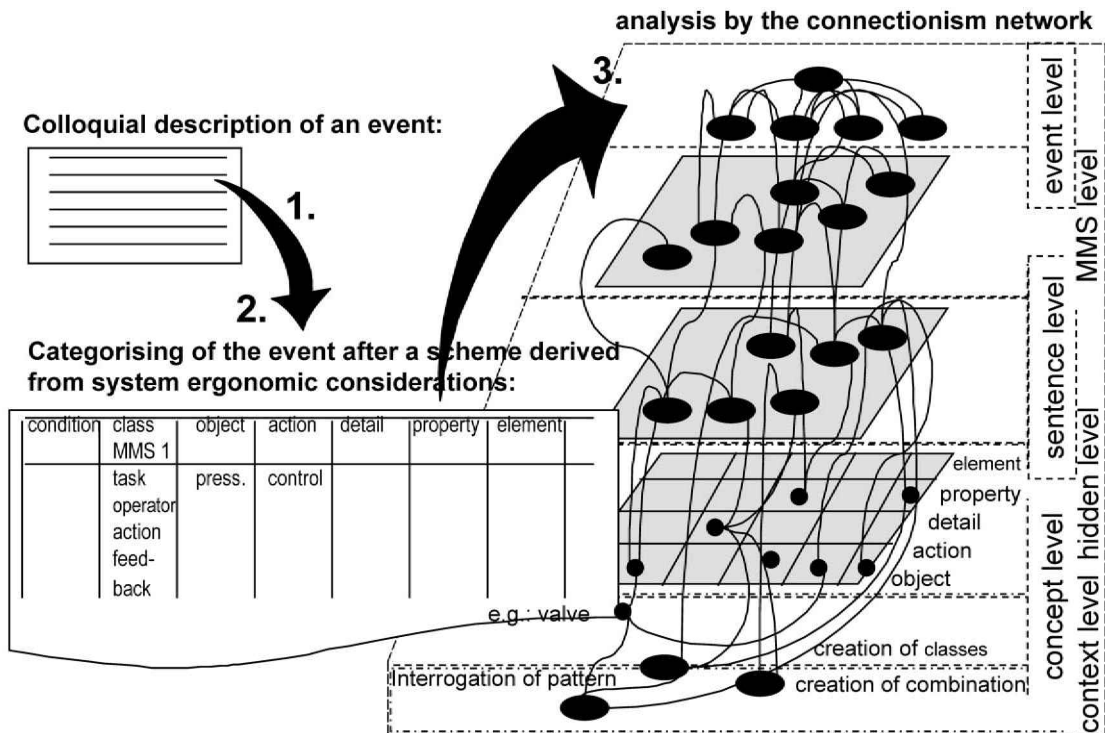 analysis by the connectionism network
3.
Colloquial description of an event:
1.
2.
Categorising of the event after a scheme derived
from system ergonomic considerations:
condition class object action detail property element
MMS 1
task press. control
operator
action
feed-
back
e.g.: valve
element
property
detail
action
object
creation of classes
Interrogation of pattern
creation of combination
event level
sentence level
concept level
MMS level
hidden level
context level